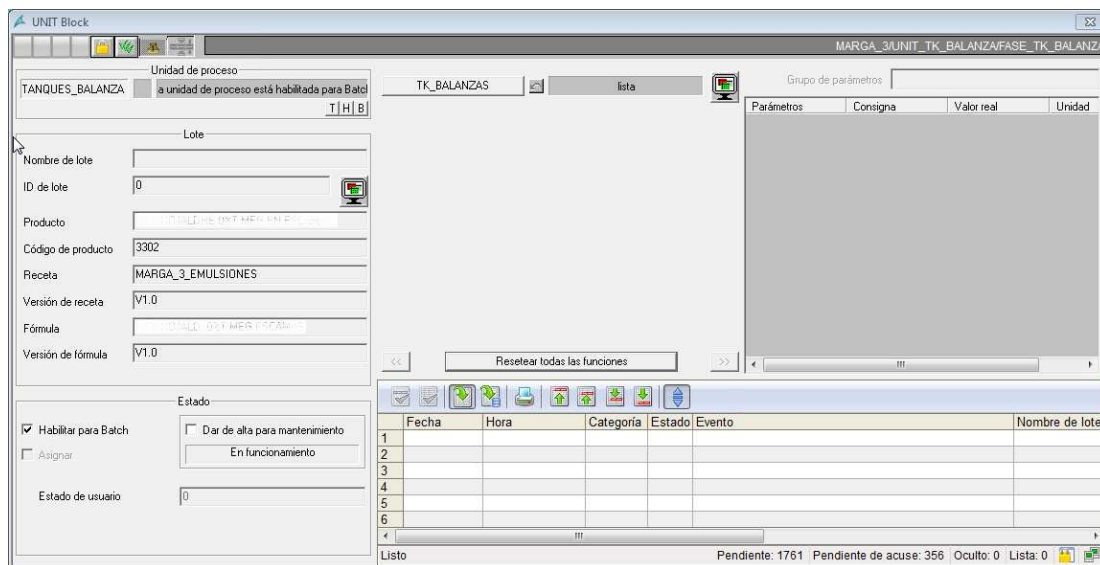 UNIT Block
MARGA_3/UNIT_TK_BALANZA/FASE_TK_BALANZA
Unidad de proceso
TANQUES_BALANZA
a unidad de proceso está habilitada para Batcl
T H B
Lote
Nombre de lote
ID de lote 0
Producto
Código de producto 3302
Receta MARGA_3_EMULSIONES
Versión de receta V1.0
Fórmula
Versión de fórmula V1.0
Estado
Habilitar para Batch
Asignar
Dar de alta para mantenimiento
En funcionamiento
Estado de usuario 0
TK_BALANZAS lista
<< Resetear todas las funciones >>
Grupo de parámetros
Parámetros Consigna Valor real Unidad
Fecha Hora Categoría Estado Evento Nombre de lote
1
2
3
4
5
6
Listo Pendiente: 1761 Pendiente de acuse: 356 Oculto: 0 Lista: 0